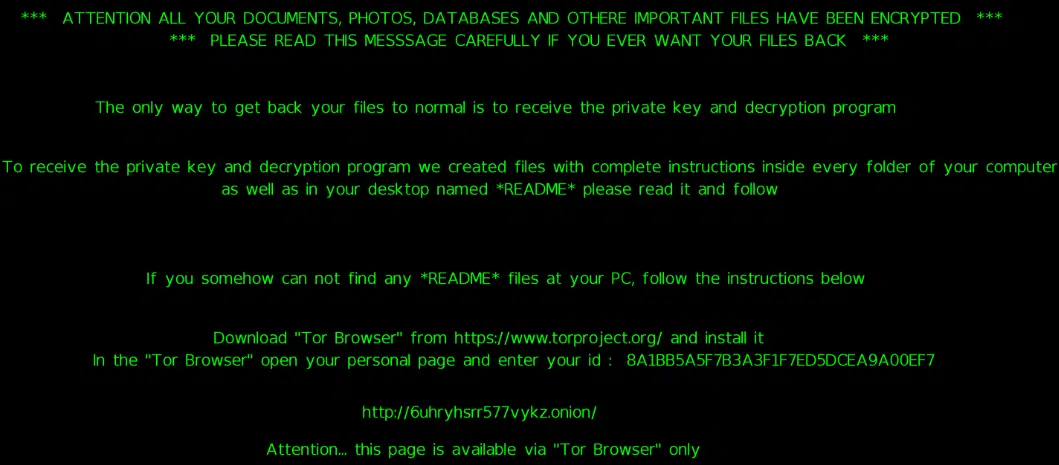 *** ATTENTION ALL YOUR DOCUMENTS, PHOTOS, DATABASES AND OTHERE IMPORTANT FILES HAVE BEEN ENCRYPTED ***
*** PLEASE READ THIS MESSSAGE CAREFULLY IF YOU EVER WANT YOUR FILES BACK ***
The only way to get back your files to normal is to receive the private key and decryption program
To receive the private key and decryption program we created files with complete instructions inside every folder of your computer
as well as in your desktop named *README* please read it and follow
If you somehow can not find any *README* files at your PC, follow the instructions below
Download "Tor Browser" from https://www.torproject.org/ and install it
In the "Tor Browser" open your personal page and enter your id : 8A1BB5A5F7B3A3F1F7ED5DCEA9A00EF7
http://6uhryhsrr577vykz.onion/
Attention... this page is available via "Tor Browser" only